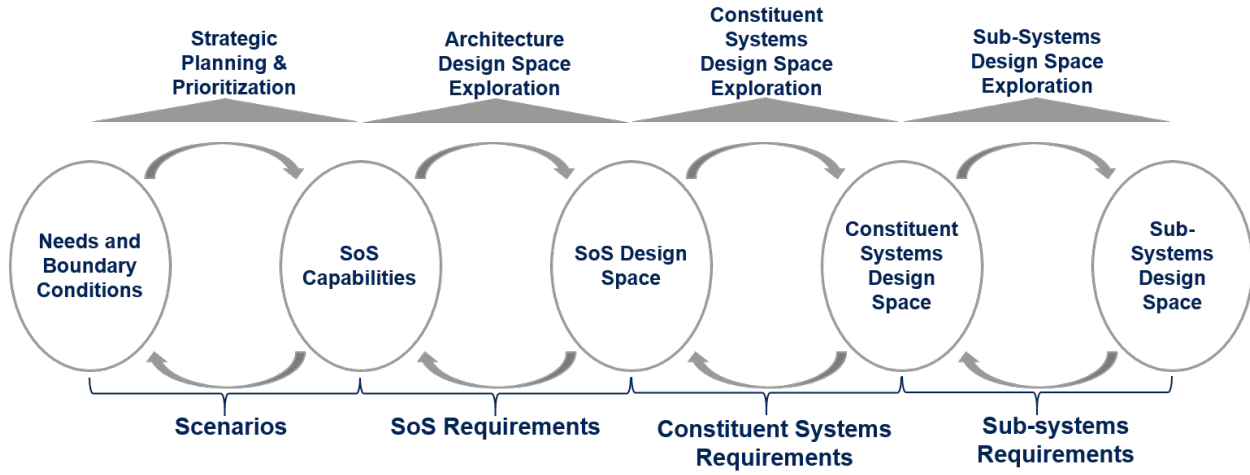 Strategic
Planning &
Prioritization
Architecture
Design Space
Exploration
Constituent
Systems
Design Space
Exploration
Sub-Systems
Design Space
Exploration
Needs and
Boundary
Conditions
SoS
Capabilities
SoS Design
Space
Constituent
Systems
Design
Space
Sub-
Systems
Design
Space
Scenarios
SoS Requirements
Constituent Systems
Requirements
Sub-systems
Requirements